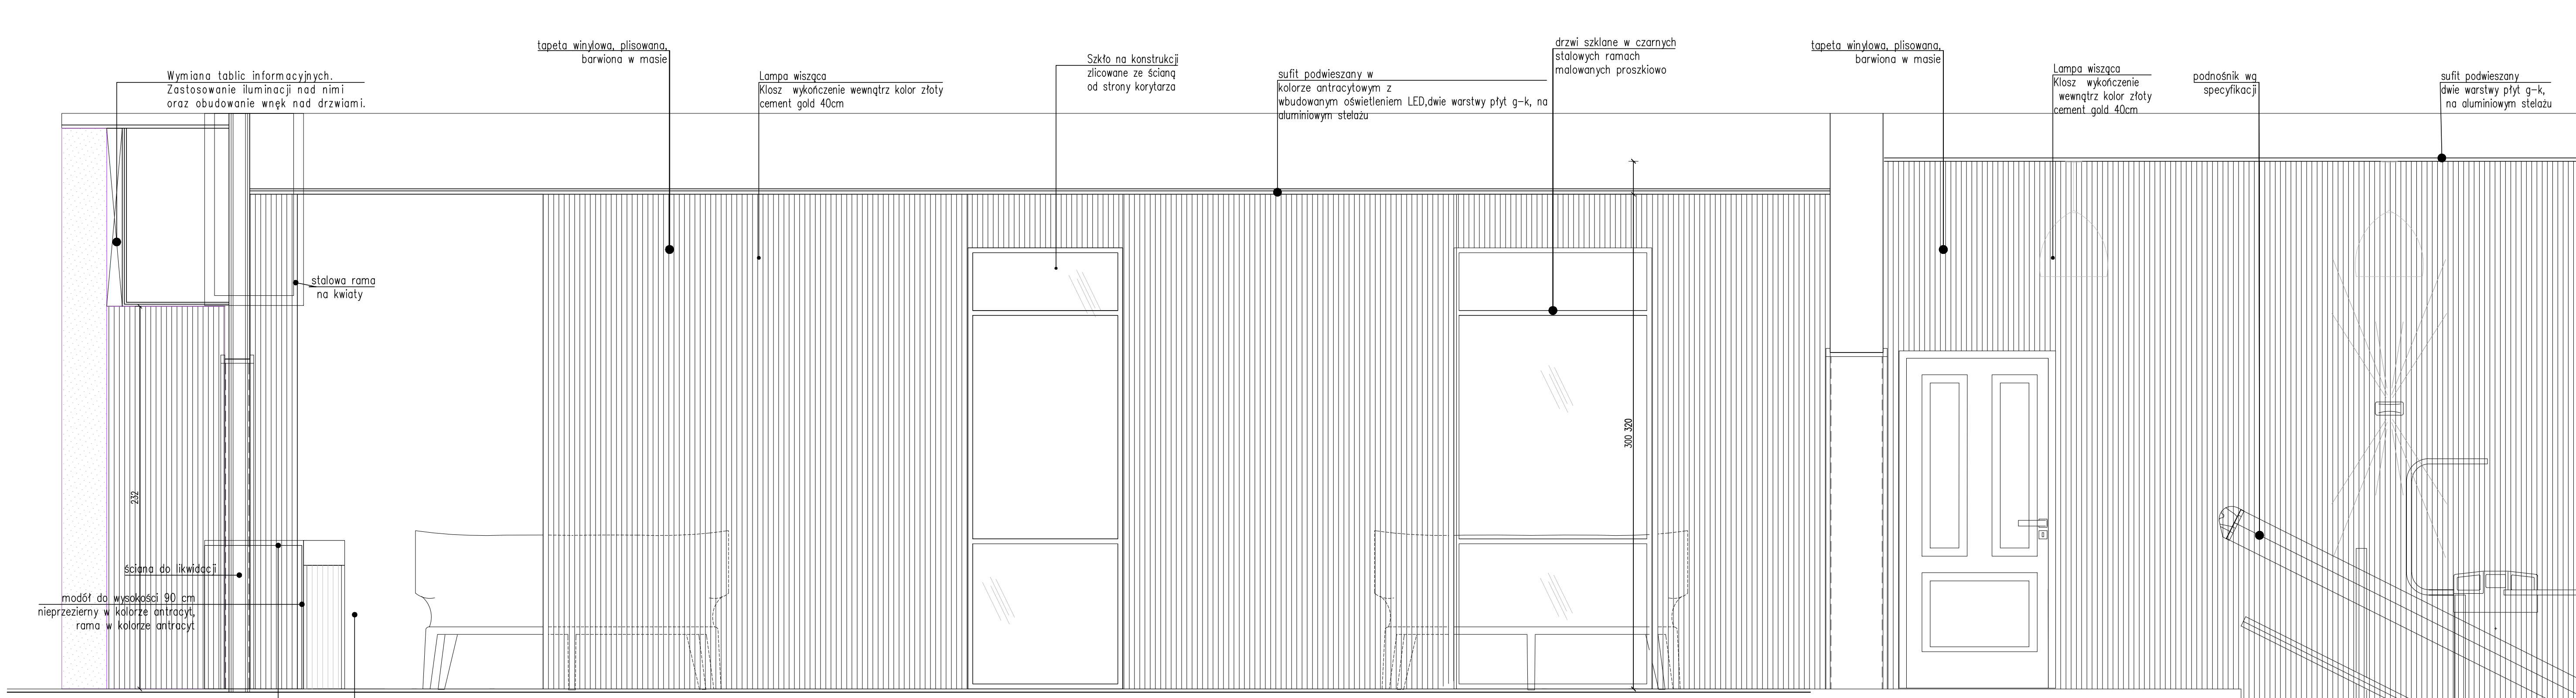 Wymiana tablic informacyjnych.
Zastosowanie iluminacji nad nimi
oraz obudowanie wnęk nad drzwiami.
tapeta winylowa, plisowana,
barwiona w masie
Lampa wisząca
Klosz wykończenie wewnątrz kolor złoty
cement gold 40cm
Szkło na konstrukcji
zlicowane ze ścianą
od strony korytarza
sufit podwieszany w
kolorze antracytowym z
wbudowanym oświetleniem LED,dwie warstwy płyt g-k, na
aluminiowym stelażu
drzwi szklane w czarnych
stalowych ramach
malowanych proszkiowo
tapeta winylowa, plisowana,
barwiona w masie
Lampa wisząca
Klosz wykończenie
wewnątrz kolor złoty
cement gold 40cm
podnośnik wg
specyfikacji
sufit podwieszany
dwie warstwy płyt g-k,
na aluminiowym stelażu
stalowa rama
na kwiaty
232
300 320
ściana do likwidacji
modół do wysokości 90 cm
nieprzezierny w kolorze antracyt,
rama w kolorze antracyt